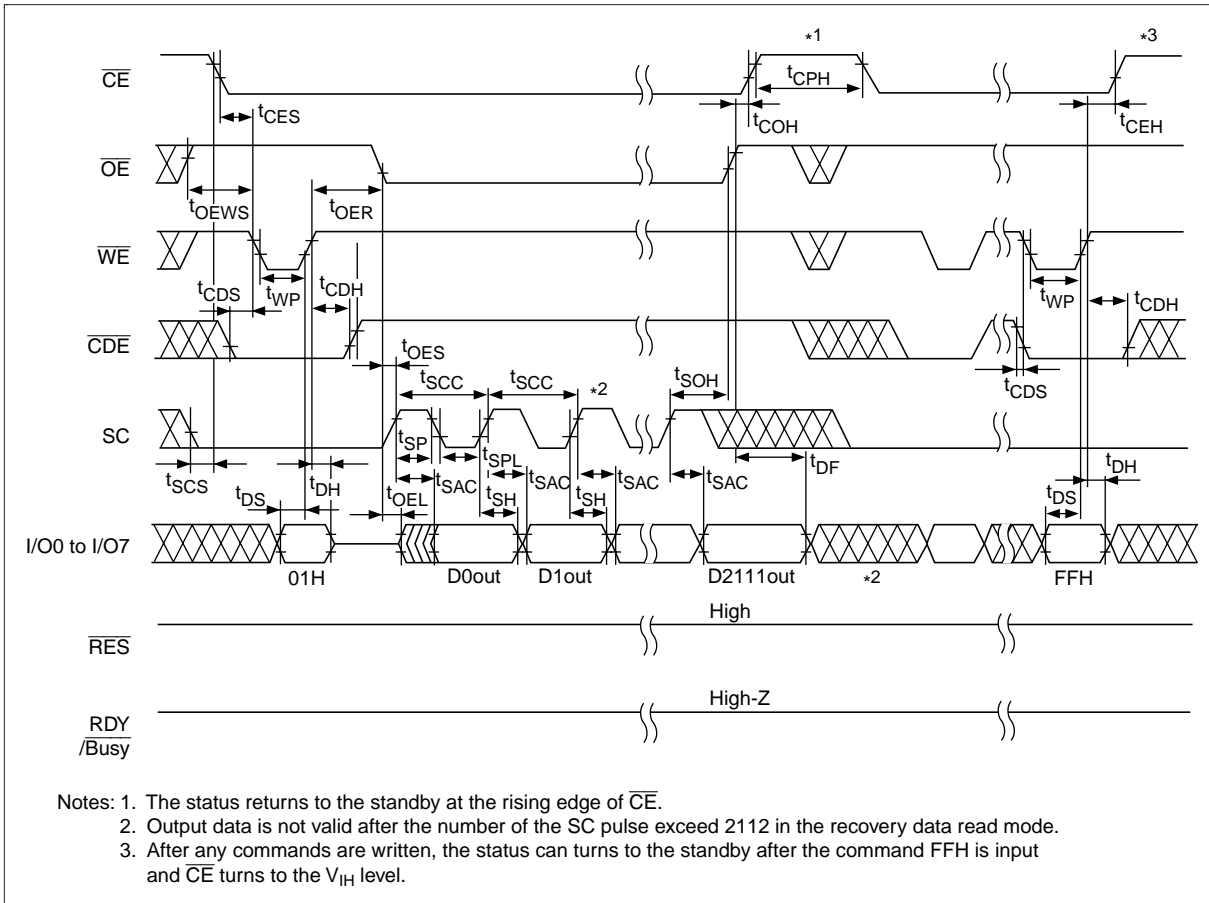 *1 *3
CE tCPH
tCES tCOH tCEH
OE
tOEWS tOER
WE
tCDS tWP tCDH tWP tCDH
CDE
tOES
tSCC tSCC *2 tSOH tCDS
SC
tSP tSPL tDF
tSCS tDS tDH tOEL tSAC tSH tSAC tSH tSAC tSAC tDS tDH
I/O0 to I/O7
01H D0out D1out D2111out *2 FFH
High
RES
High-Z
RDY
/Busy
Notes: 1. The status returns to the standby at the rising edge of CE.
2. Output data is not valid after the number of the SC pulse exceed 2112 in the recovery data read mode.
3. After any commands are written, the status can turns to the standby after the command FFH is input
and CE turns to the VIH level.